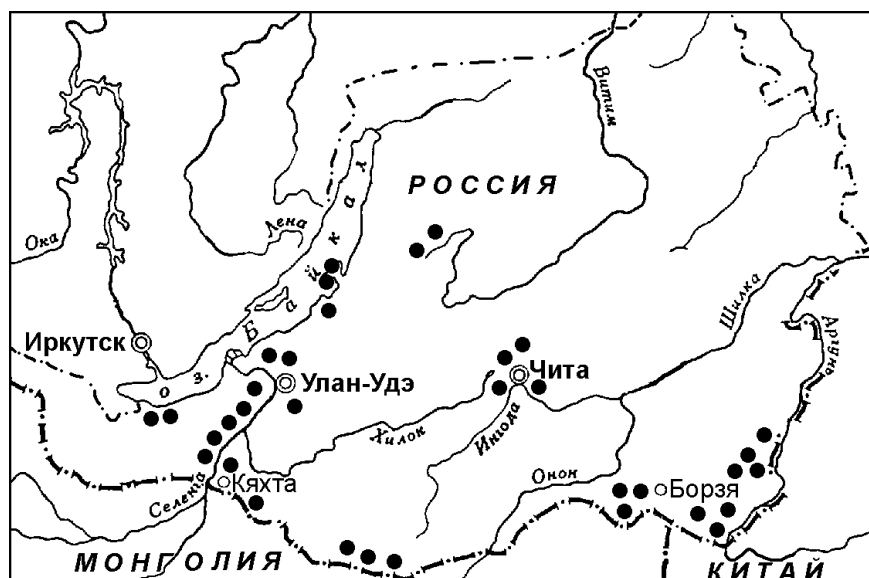 Витим
РОССИЯ
Лена
Ока
оз. Байкал
Иркутск
Шилка
Аргунь
Улан-Удэ
Чита
Хилок
Ингода
Онон
Селенга
Кяхта
Борзя
МОНГОЛИЯ
КИТАЙ